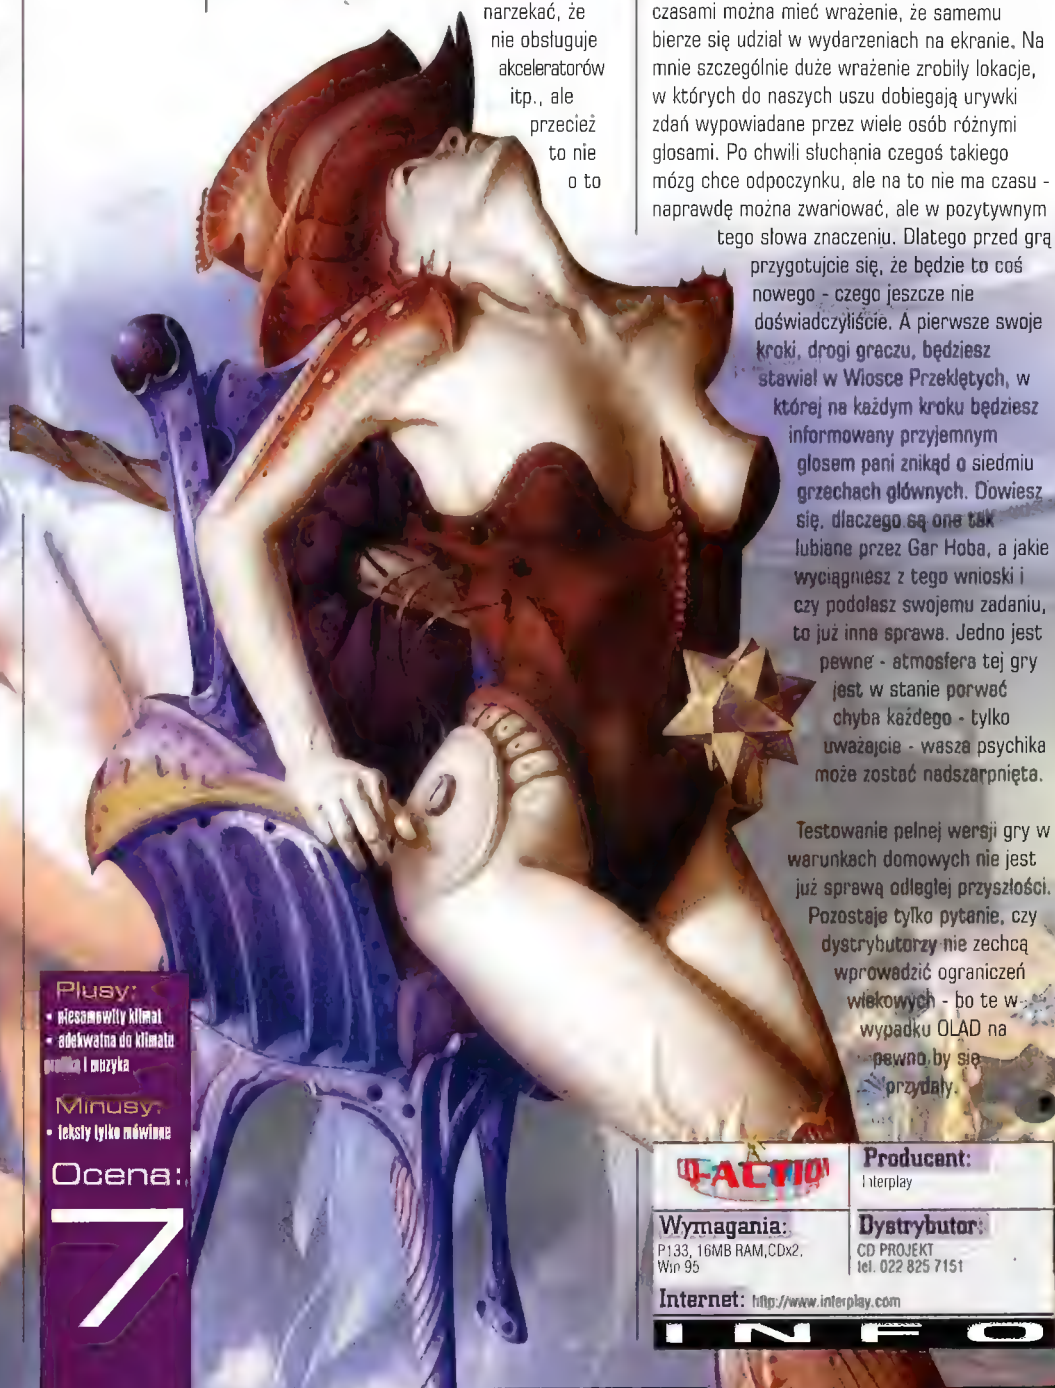 narzekać, że
nie obsługuje
akceleratorów
itp., ale
przecież
to nie
o to
czasami można mieć wrażenie, że samemu
bierze się udział w wydarzeniach na ekranie. Na
mnie szczególnie duże wrażenie zrobiły lokacje,
w których do naszych uszu dobiegają urywki
zdań wypowiadane przez wiele osób różnymi
głosami. Po chwili słuchania czegoś takiego
mózg chce odpoczynku, ale na to nie ma czasu -
naprawdę można zwariować, ale w pozytywnym
tego słowa znaczeniu. Dlatego przed grą
przygotujcie się, że będzie to coś
nowego - czego jeszcze nie
doświadczyliście. A pierwsze swoje
kroki, drogi graczu, będziesz
stawiał w Wiosce Przeklętych, w
której na każdym kroku będziesz
informowany przyjemnym
głosem pani znikąd o siedmiu
grzechach głównych. Dowiesz
się, dlaczego są one tak
lubiane przez Gar Hoba, a jakie
wyciągniesz z tego wnioski i
czy podołasz swojemu zadaniu,
to już inna sprawa. Jedno jest
pewne - atmosfera tej gry
jest w stanie porwać
chyba każdego - tylko
uważajcie - wasza psychika
może zostać nadszarpnięta.
Testowanie pełnej wersji gry w
warunkach domowych nie jest
już sprawą odległej przyszłości.
Pozostaje tylko pytanie, czy
dystrybutorzy nie zechcą
wprowadzić ograniczeń
wiekowych - bo te w
wypadku OLAD na
pewno by się
przydały.
Plusy:
• niesamowity klimat
• adekwatna do klimatu
grafika i muzyka
Minusy:
• teksty tylko mówione
Ocena:
7
CD-ACTION
Producent:
Interplay
Wymagania:
P133, 16MB RAM,CDx2,
Win 95
Dystrybutor:
CD PROJEKT
tel. 022 825 7151
Internet: http://www.interplay.com
INFO